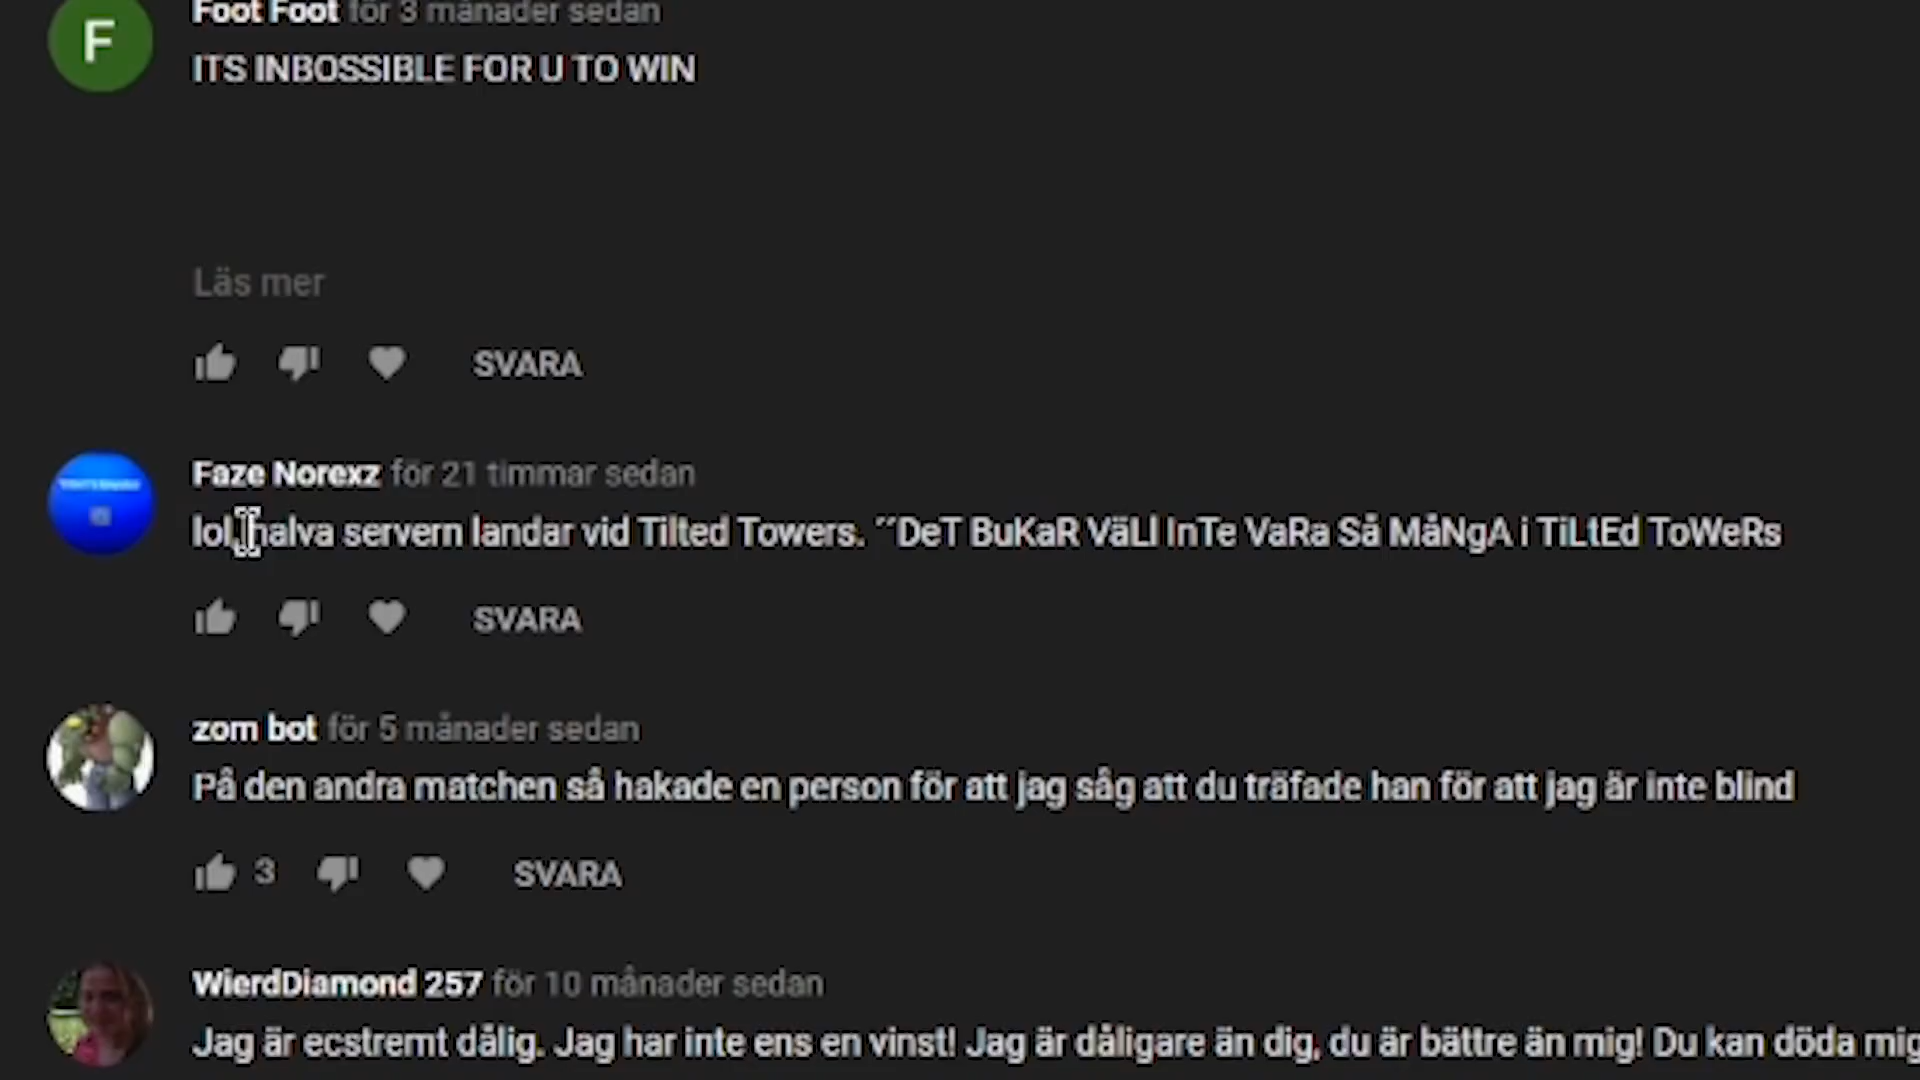 F
Foot Foot för 3 månader sedan
ITS INBOSSIBLE FOR U TO WIN
Läs mer
SVARA
Faze Norexz för 21 timmar sedan
lol, halva servern landar vid Tilted Towers. ´´DeT BuKaR VäLl InTe VaRa Så MåNgA i TiLtEd ToWeRs
SVARA
zom bot för 5 månader sedan
På den andra matchen så hakade en person för att jag såg att du träfade han för att jag är inte blind
3 SVARA
WierdDiamond 257 för 10 månader sedan
Jag är ecstremt dålig. Jag har inte ens en vinst! Jag är dåligare än dig, du är bättre än mig! Du kan döda mig